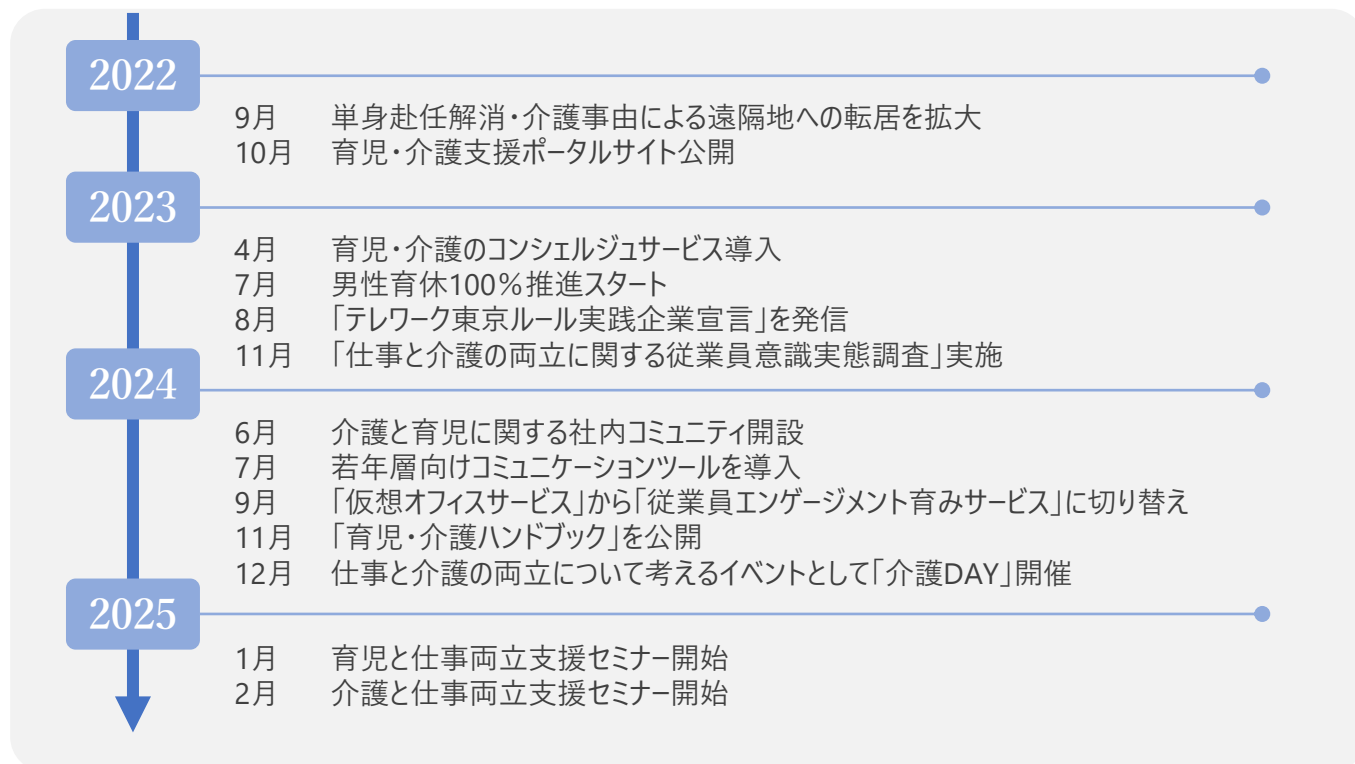 2022
9月 単身赴任解消・介護事由による遠隔地への転居を拡大
10月 育児・介護支援ポータルサイト公開
2023
4月 育児・介護のコンシェルジュサービス導入
7月 男性育休100％推進スタート
8月 「テレワーク東京ルール実践企業宣言」を発信
11月 「仕事と介護の両立に関する従業員意識実態調査」実施
2024
6月 介護と育児に関する社内コミュニティ開設
7月 若年層向けコミュニケーションツールを導入
9月 「仮想オフィスサービス」から「従業員エンゲージメント育みサービス」に切り替え
11月 「育児・介護ハンドブック」を公開
12月 仕事と介護の両立について考えるイベントとして「介護DAY」開催
2025
1月 育児と仕事両立支援セミナー開始
2月 介護と仕事両立支援セミナー開始